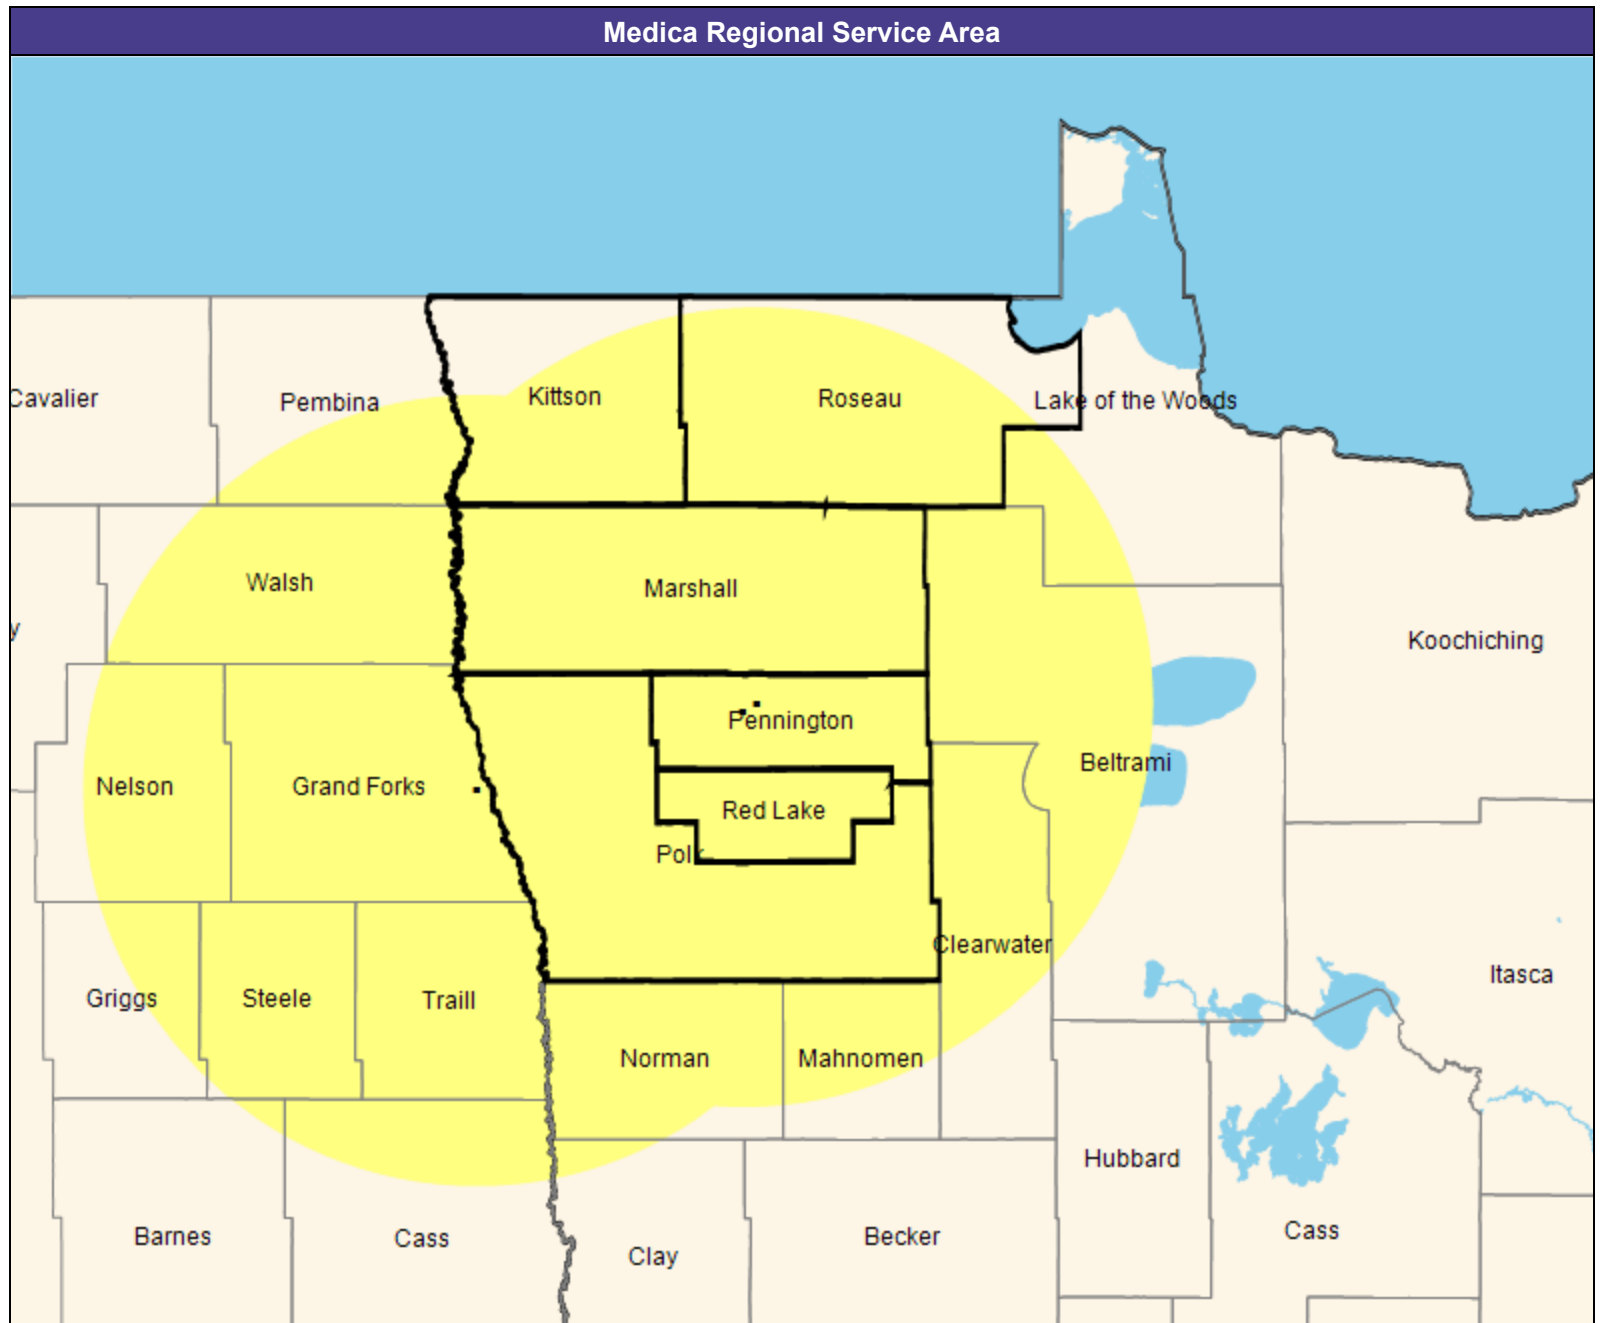 Medica Regional Service Area
Kittson
Roseau
Cavalier
Pembina
Lake of the Woods
Walsh
Marshall
y
Koochiching
Pennington
Beltrami
Nelson
Grand Forks
Red Lake
Polk
Clearwater
Itasca
Griggs
Steele
Traill
Norman
Mahnomen
Hubbard
Cass
Barnes
Cass
Becker
Clay